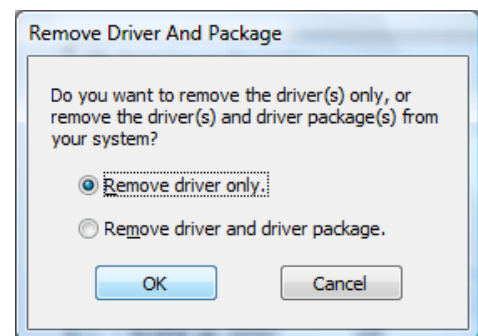 Remove Driver And Package
Do you want to remove the driver(s) only, or
remove the driver(s) and driver package(s) from
your system?
Remove driver only.
Remove driver and driver package.
OK Cancel